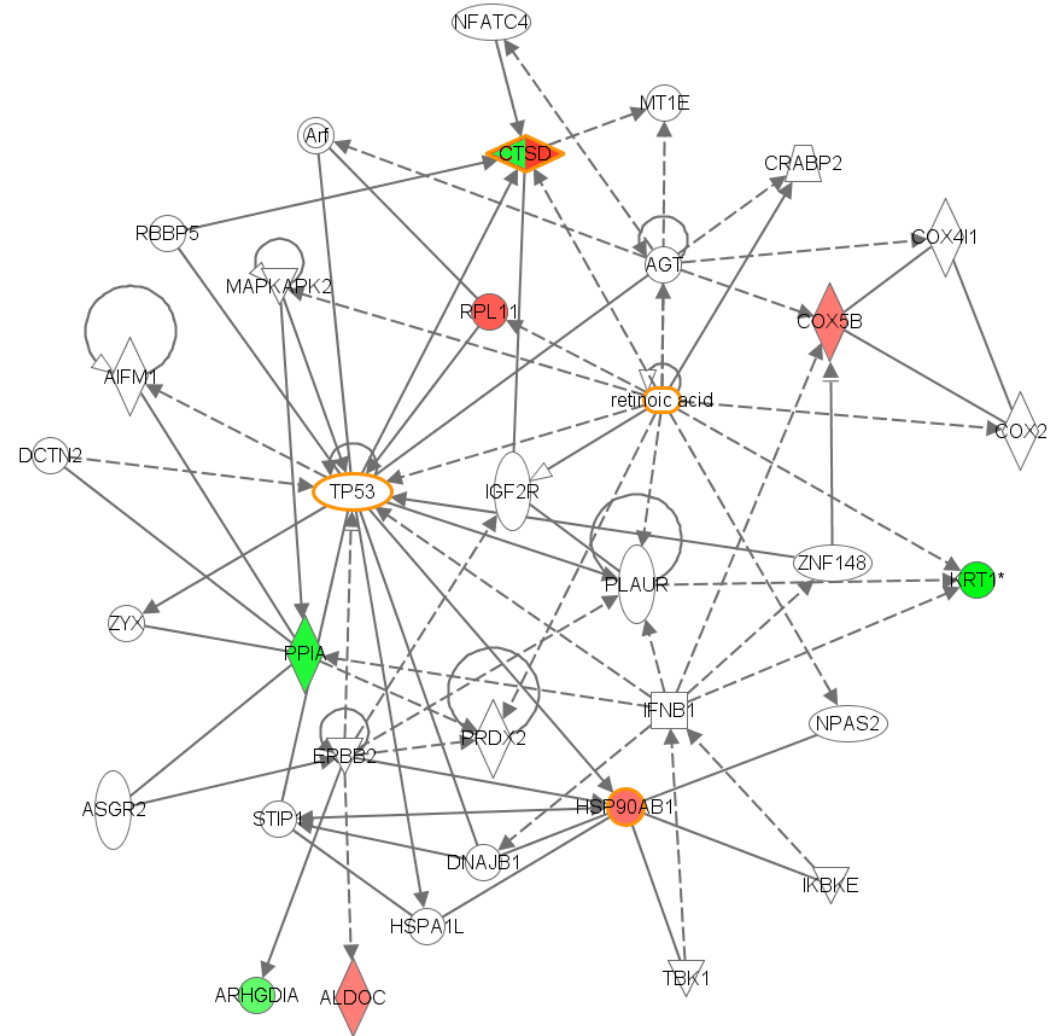 NFATC4
MT1E
Arf
CTSD
CRABP2
RBBP5
COX4I1
AGT
MAPKAPK2
RPL11
COX5B
AIFM1
retinoic acid
COX2
DCTN2
TP53
IGF2R
ZNF148
KRT1*
PLAUR
ZYX
PPIA
IFNB1
NPAS2
PRDX2
ERBB2
ASGR2
STIP1
HSP90AB1
DNAJB1
IKBKE
HSPA1L
TBK1
ARHGDIA
ALDOC